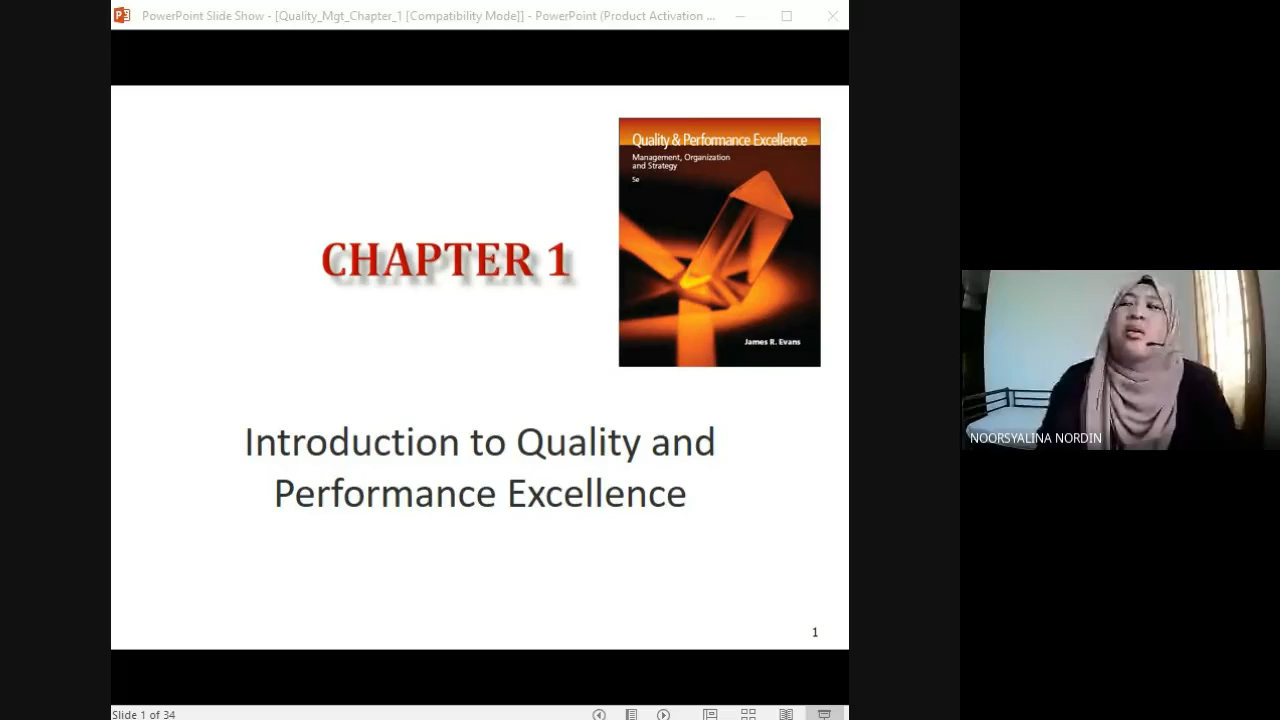 PowerPoint Slide Show - [Quality_Mgt_Chapter_1 [Compatibility Mode]] - PowerPoint (Product Activation ...
Quality & Performance Excellence
Management, Organization
and Strategy
5e
CHAPTER 1
James R. Evans
Introduction to Quality and
Performance Excellence
1
NOORSYALINA NORDIN
Slide 1 of 34